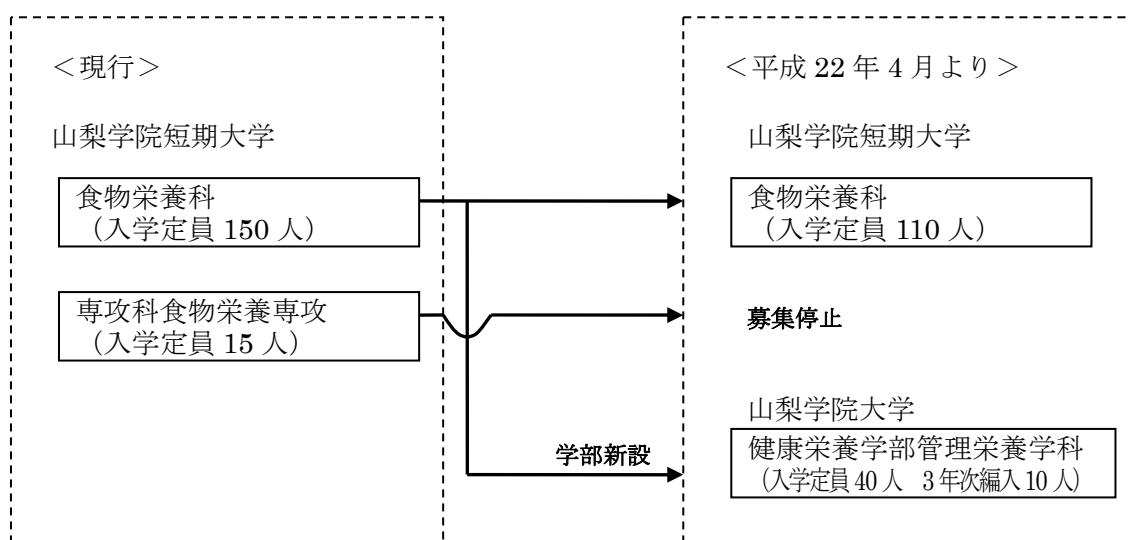 ＜現行＞
山梨学院短期大学
食物栄養科
（入学定員 150 人）
専攻科食物栄養専攻
（入学定員 15 人）
学部新設
＜平成 22 年 4 月より＞
山梨学院短期大学
食物栄養科
（入学定員 110 人）
募集停止
山梨学院大学
健康栄養学部管理栄養学科
（入学定員 40 人　3 年次編入 10 人）